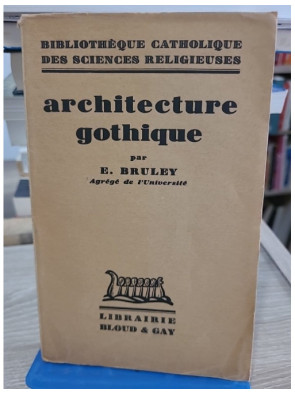 BIBLIOTHÈQUE CATHOLIQUE
DES SCIENCES RELIGIEUSES
architecture
gothique
par
E. BRULEY
Agrégé de l'Université
LIBRAIRIE
BLOUD & GAY